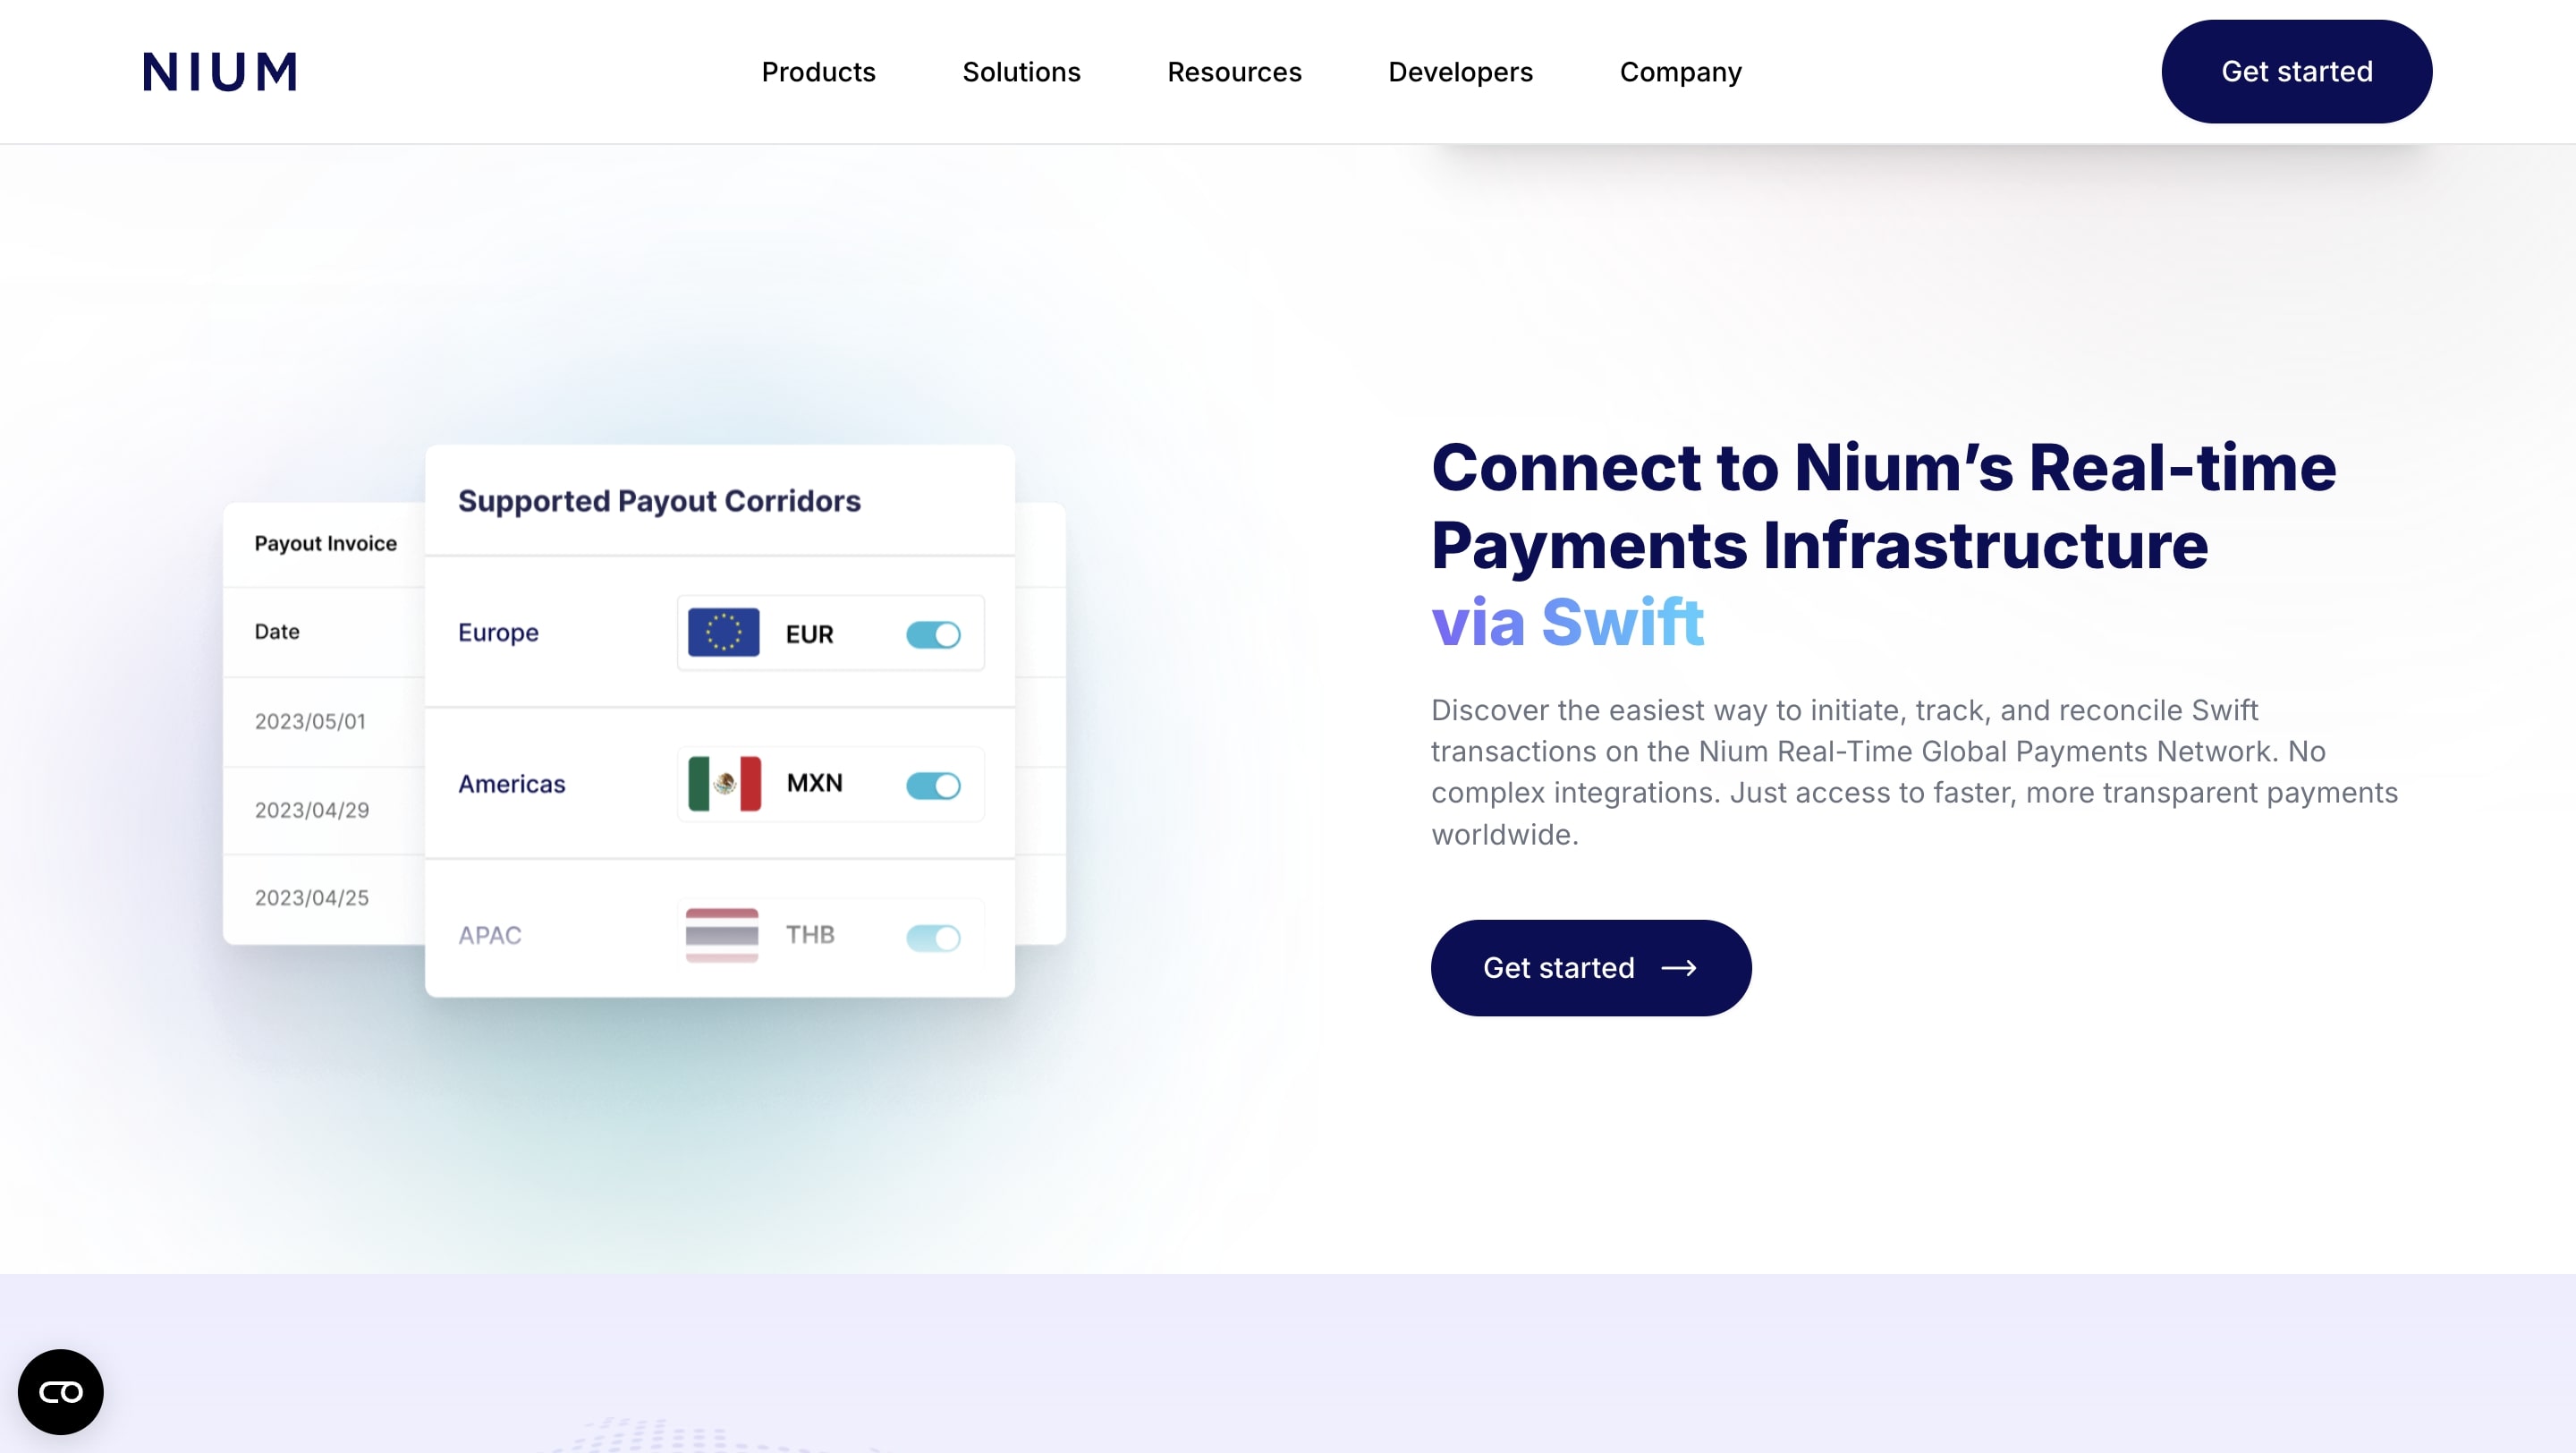 NIUM
Products
Solutions
Resources
Developers
Company
Get started
Payout Invoice
Date
2023/05/01
2023/04/29
2023/04/25
Supported Payout Corridors
Europe
EUR
Americas
MXN
APAC
THB
Connect to Nium’s Real-time
Payments Infrastructure
via Swift
Discover the easiest way to initiate, track, and reconcile Swift
transactions on the Nium Real-Time Global Payments Network. No
complex integrations. Just access to faster, more transparent payments
worldwide.
Get started